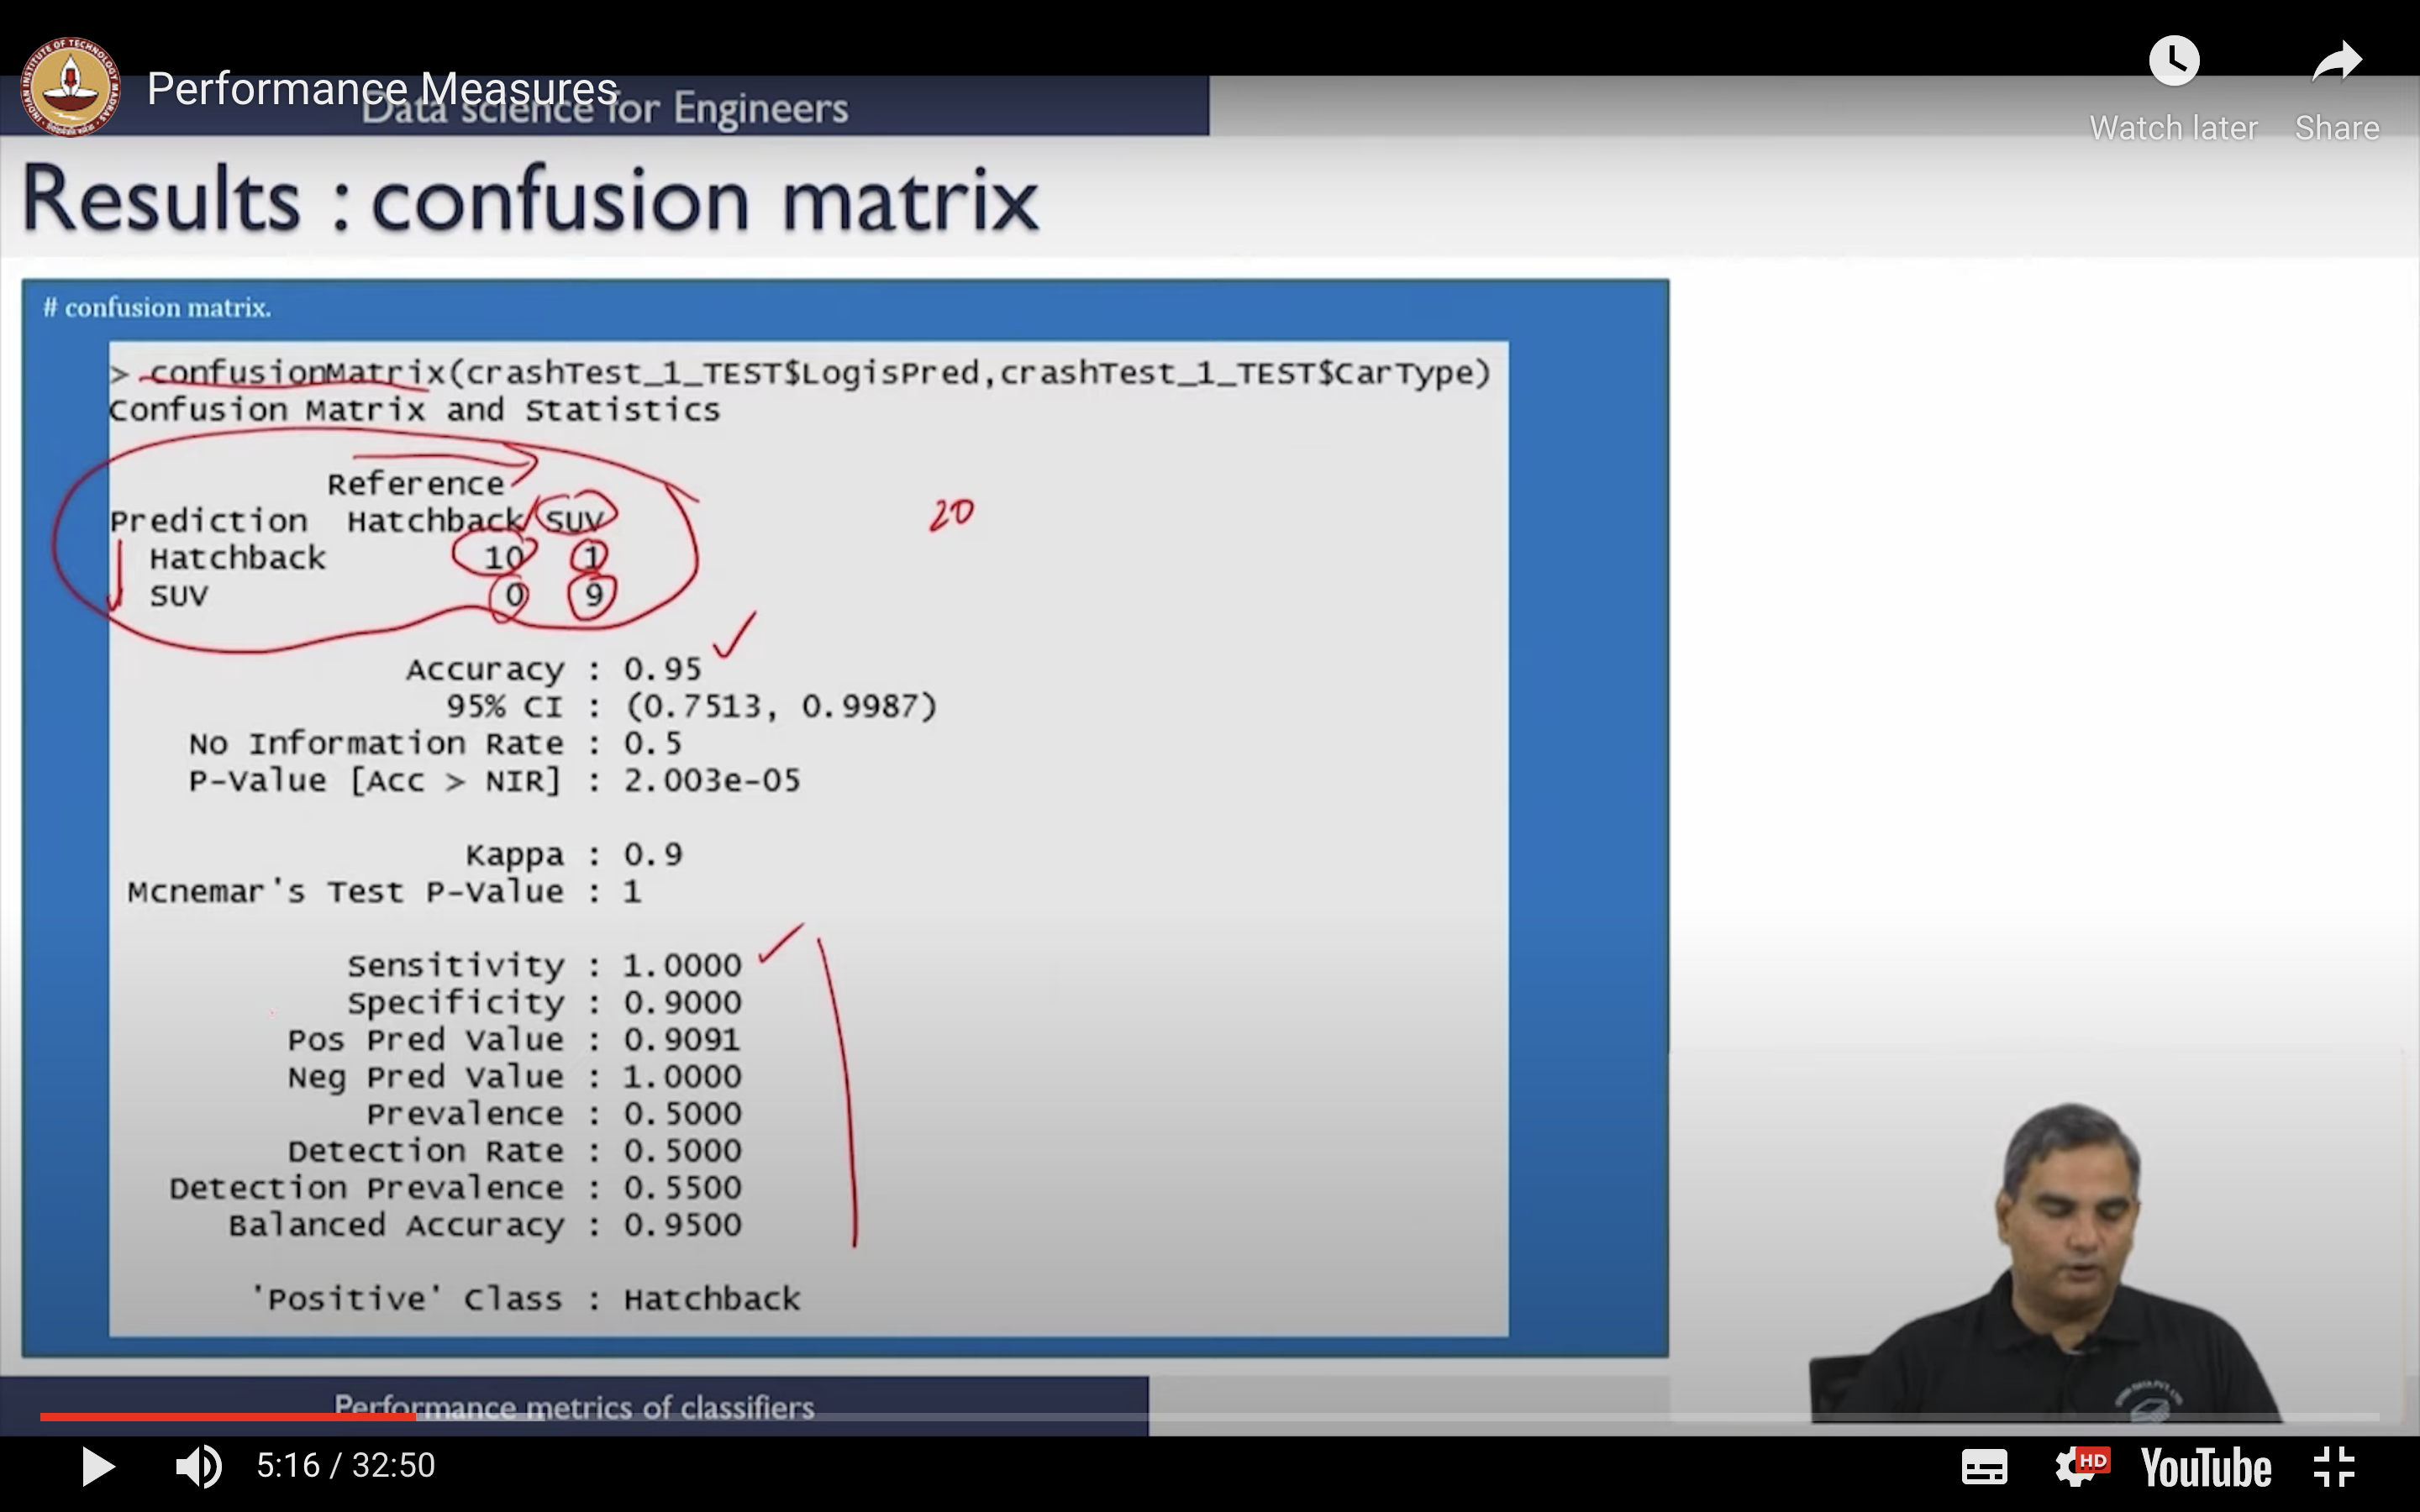 Performance Measures
Data science for Engineers
Watch later
Share
Results : confusion matrix
# confusion matrix.
> confusionMatrix(crashTest_1_TEST$LogisPred,crashTest_1_TEST$CarType)
Confusion Matrix and Statistics
Reference
Prediction Hatchback SUV
Hatchback 10 1
SUV 0 9
20
Accuracy : 0.95
95% CI : (0.7513, 0.9987)
No Information Rate : 0.5
P-Value [Acc > NIR] : 2.003e-05
Kappa : 0.9
Mcnemar's Test P-Value : 1
Sensitivity : 1.0000
Specificity : 0.9000
Pos Pred Value : 0.9091
Neg Pred Value : 1.0000
Prevalence : 0.5000
Detection Rate : 0.5000
Detection Prevalence : 0.5500
Balanced Accuracy : 0.9500
'Positive' Class : Hatchback
Performance metrics of classifiers
5:16 / 32:50
HD
YouTube